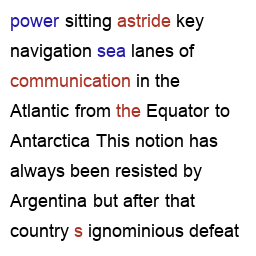 power sitting astride key
navigation sea lanes of
communication in the
Atlantic from the Equator to
Antarctica This notion has
always been resisted by
Argentina but after that
country s ignominious defeat